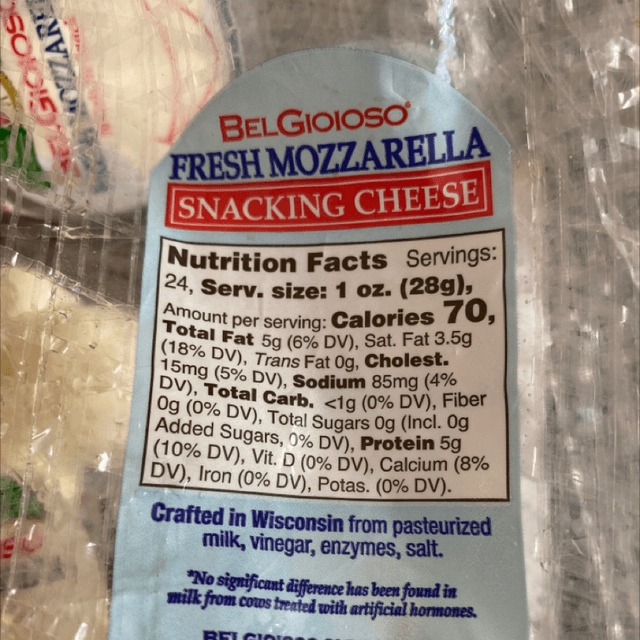 BELGIOIOSO®
FRESH MOZZARELLA
SNACKING CHEESE
Nutrition Facts Servings:
24, Serv. size: 1 oz. (28g),
Amount per serving: Calories 70,
Total Fat 5g (6% DV), Sat. Fat 3.5g
(18% DV), Trans Fat 0g, Cholest.
15mg (5% DV), Sodium 85mg (4%
DV), Total Carb. <1g (0% DV), Fiber
0g (0% DV), Total Sugars 0g (Incl. 0g
Added Sugars, 0% DV), Protein 5g
(10% DV), Vit. D (0% DV), Calcium (8%
DV), Iron (0% DV), Potas. (0% DV).
Crafted in Wisconsin from pasteurized
milk, vinegar, enzymes, salt.
*No significant difference has been found in
milk from cows treated with artificial hormones.